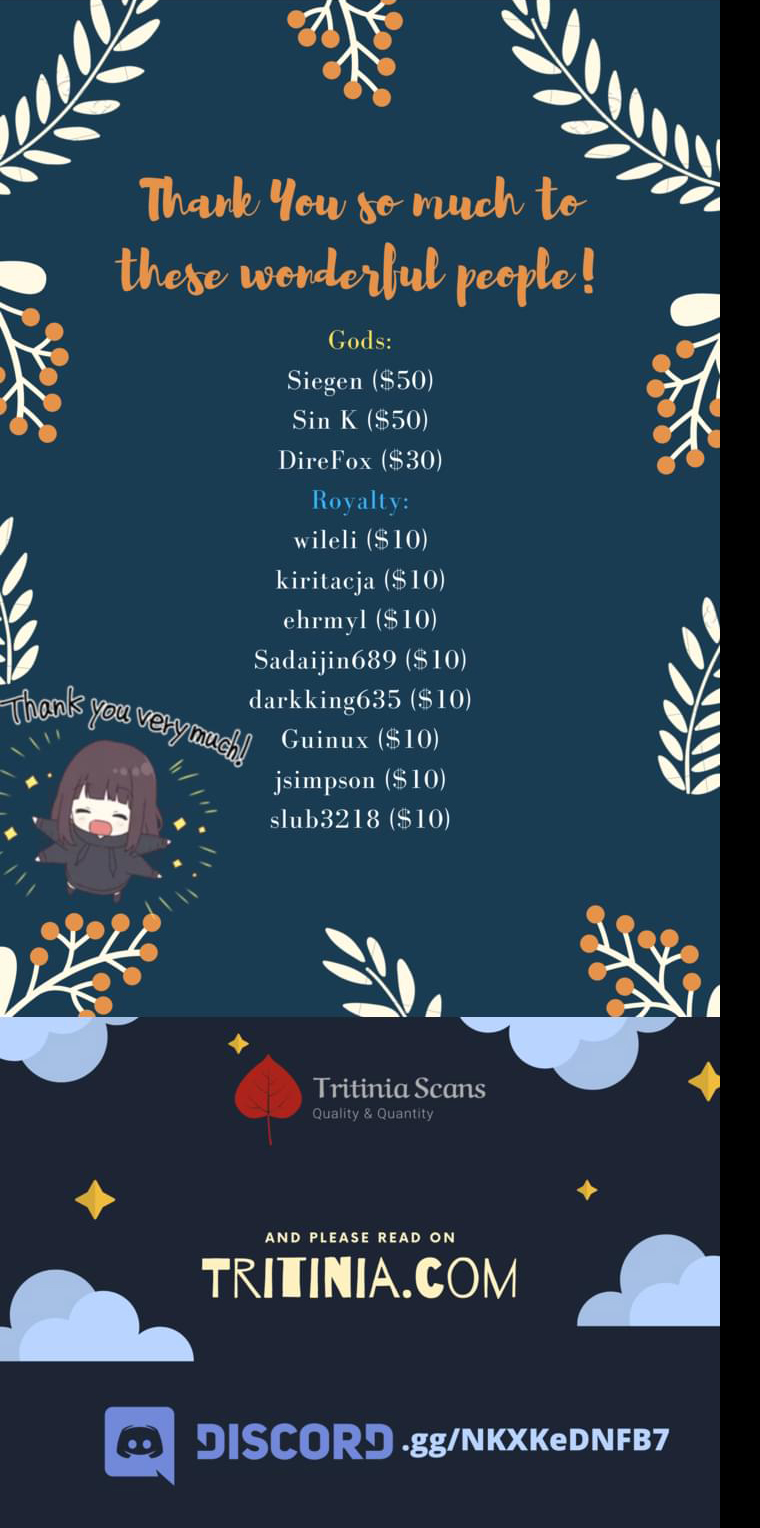 Thank You so much to
these wonderful people!
Gods:
Siegen ($50)
Sin K ($50)
DireFox ($30)
Royalty:
wileli ($10)
kiritacja ($10)
ehrmyl ($10)
Sadaijin689 ($10)
darkking635 ($10)
Thank you very much!
Guinux ($10)
jsimpson ($10)
slub3218 ($10)
Tritinia Scans
Quality & Quantity
AND PLEASE READ ON
TRITINIA.COM
DISCORD .gg/NKXKeDNFB7